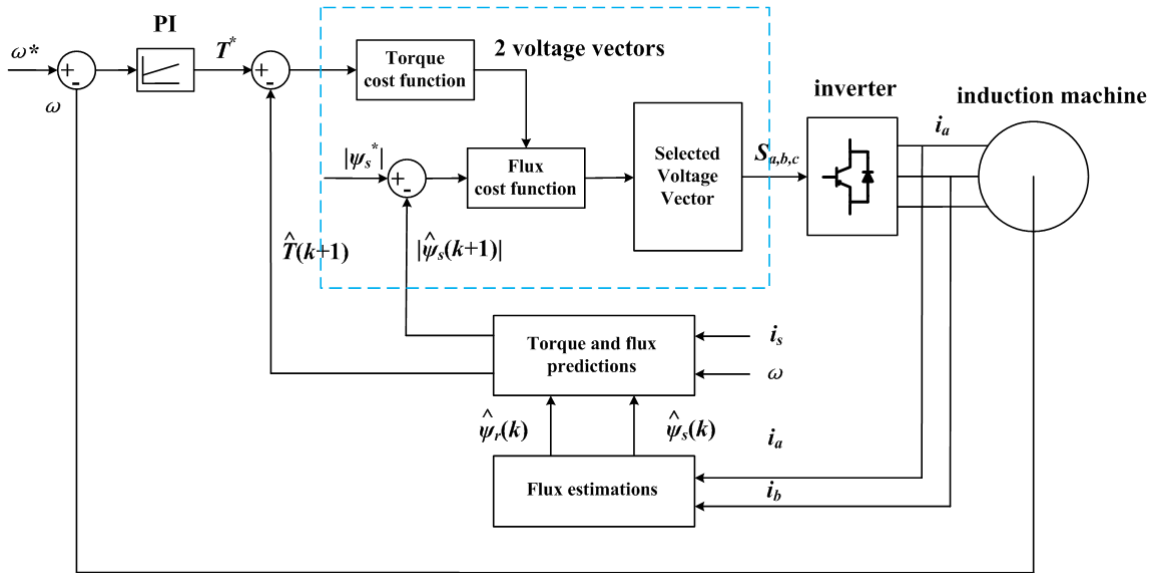 PI
ω*
+
-
ω
T*
+
-
Torque
cost function
2 voltage vectors
|ψs*|
+
-
Flux
cost function
Selected
Voltage
Vector
Sa,b,c
inverter
induction machine
ia
T̂(k+1)
|ψ̂s(k+1)|
Torque and flux
predictions
is
ω
ψ̂r(k)
ψ̂s(k)
Flux estimations
ia
ib